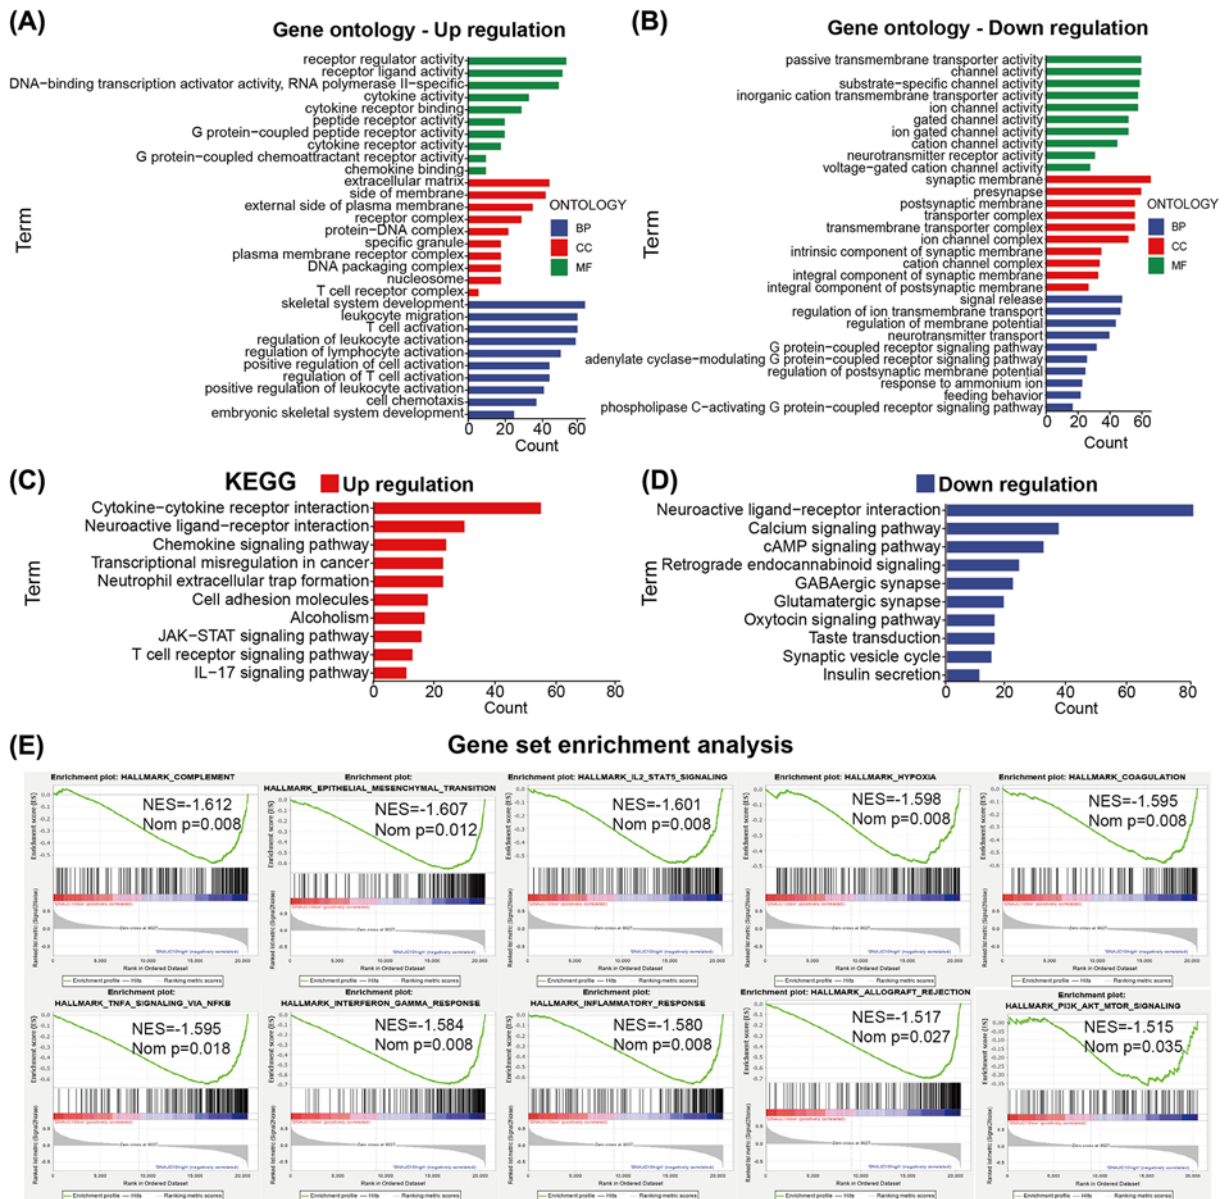 (A)
Gene ontology - Up regulation
receptor regulator activity
receptor ligand activity
DNA-binding transcription activator activity, RNA polymerase II-specific
cytokine activity
cytokine receptor binding
peptide receptor activity
G protein-coupled peptide receptor activity
cytokine receptor activity
G protein-coupled chemoattractant receptor activity
chemokine binding
extracellular matrix
side of membrane
external side of plasma membrane
receptor complex
protein-DNA complex
specific granule
plasma membrane receptor complex
DNA packaging complex
nucleosome
T cell receptor complex
skeletal system development
leukocyte migration
T cell activation
regulation of leukocyte activation
regulation of lymphocyte activation
positive regulation of cell activation
regulation of T cell activation
positive regulation of leukocyte activation
cell chemotaxis
embryonic skeletal system development
Term
ONTOLOGY
BP
CC
MF
0 20 40 60
Count
(B)
Gene ontology - Down regulation
passive transmembrane transporter activity
channel activity
substrate-specific channel activity
inorganic cation transmembrane transporter activity
ion channel activity
gated channel activity
ion gated channel activity
cation channel activity
neurotransmitter receptor activity
voltage-gated cation channel activity
synaptic membrane
presynapse
postsynaptic membrane
transporter complex
transmembrane transporter complex
ion channel complex
intrinsic component of synaptic membrane
cation channel complex
integral component of synaptic membrane
integral component of postsynaptic membrane
signal release
regulation of ion transmembrane transport
regulation of membrane potential
neurotransmitter transport
G protein-coupled receptor signaling pathway
adenylate cyclase-modulating G protein-coupled receptor signaling pathway
regulation of postsynaptic membrane potential
response to ammonium ion
feeding behavior
phospholipase C-activating G protein-coupled receptor signaling pathway
Term
ONTOLOGY
BP
CC
MF
0 20 40 60
Count
(C)
KEGG Up regulation
Cytokine-cytokine receptor interaction
Neuroactive ligand-receptor interaction
Chemokine signaling pathway
Transcriptional misregulation in cancer
Neutrophil extracellular trap formation
Cell adhesion molecules
Alcoholism
JAK-STAT signaling pathway
T cell receptor signaling pathway
IL-17 signaling pathway
Term
0 20 40 60 80
Count
(D)
Down regulation
Neuroactive ligand-receptor interaction
Calcium signaling pathway
cAMP signaling pathway
Retrograde endocannabinoid signaling
GABAergic synapse
Glutamatergic synapse
Oxytocin signaling pathway
Taste transduction
Synaptic vesicle cycle
Insulin secretion
Term
0 20 40 60 80
Count
(E)
Gene set enrichment analysis
Enrichment plot: HALLMARK_COMPLEMENT
NES=-1.612
Nom p=0.008
Enrichment plot:
HALLMARK_EPITHELIAL_MESENCHYMAL_TRANSITION
NES=-1.607
Nom p=0.012
Enrichment plot: HALLMARK_IL2_STAT5_SIGNALING
NES=-1.601
Nom p=0.008
Enrichment plot: HALLMARK_HYPOXIA
NES=-1.598
Nom p=0.008
Enrichment plot: HALLMARK_COAGULATION
NES=-1.595
Nom p=0.008
Enrichment plot:
HALLMARK_TNFA_SIGNALING_VIA_NFKB
NES=-1.595
Nom p=0.018
Enrichment plot:
HALLMARK_INTERFERON_GAMMA_RESPONSE
NES=-1.584
Nom p=0.008
Enrichment plot:
HALLMARK_INFLAMMATORY_RESPONSE
NES=-1.580
Nom p=0.008
Enrichment plot: HALLMARK_ALLOGRAFT_REJECTION
NES=-1.517
Nom p=0.027
Enrichment plot:
HALLMARK_PI3K_AKT_MTOR_SIGNALING
NES=-1.515
Nom p=0.035